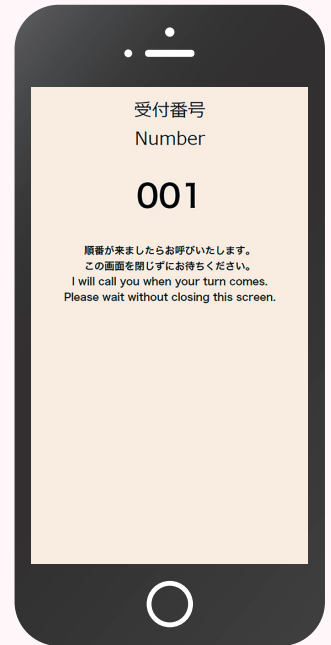 受付番号
Number
001
順番が来ましたらお呼びいたします。
この画面を閉じずにお待ちください。
I will call you when your turn comes.
Please wait without closing this screen.